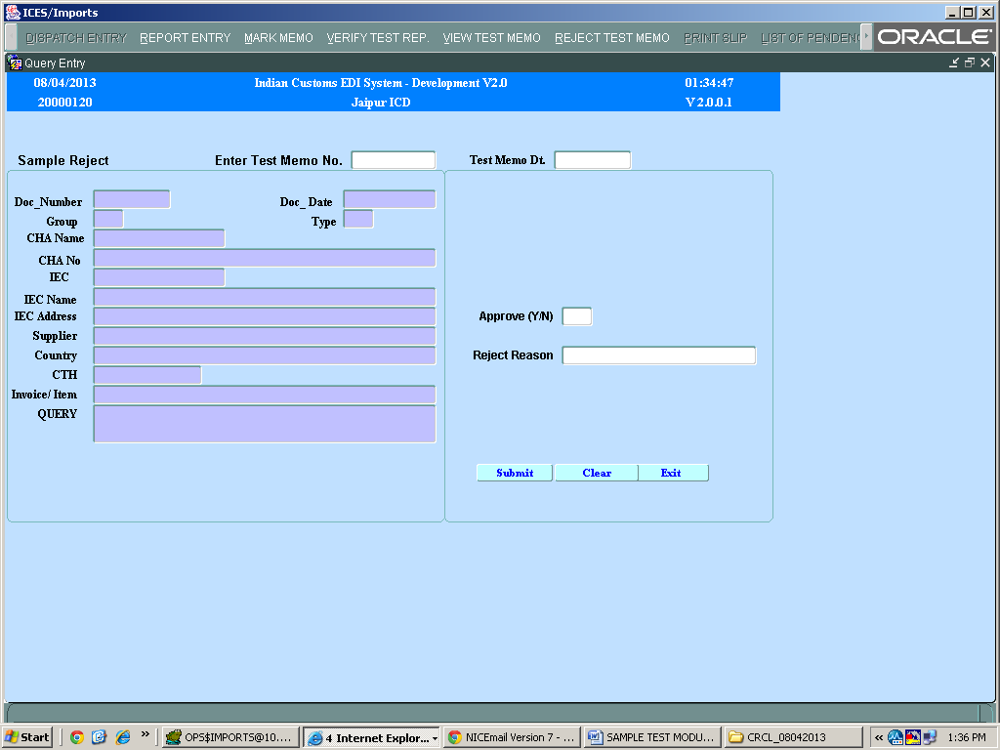 ICES/Imports
DISPATCH ENTRY REPORT ENTRY MARK MEMO VERIFY TEST REP. VIEW TEST MEMO REJECT TEST MEMO PRINT SLIP LIST OF PENDENC ORACLE
Query Entry
08/04/2013 Indian Customs EDI System - Development V2.0 01:34:47
20000120 Jaipur ICD V 2.0.0.1
Sample Reject Enter Test Memo No. Test Memo Dt.
Doc_Number Doc_ Date
Group Type
CHA Name
CHA No
IEC
IEC Name
IEC Address Approve (Y/N)
Supplier
Country Reject Reason
CTH
Invoice/ Item
QUERY
Submit Clear Exit
Start » OPS$IMPORTS@10.... 4 Internet Explor... NICEmail Version 7 - ... SAMPLE TEST MODU... CRCL_08042013 « 1:36 PM